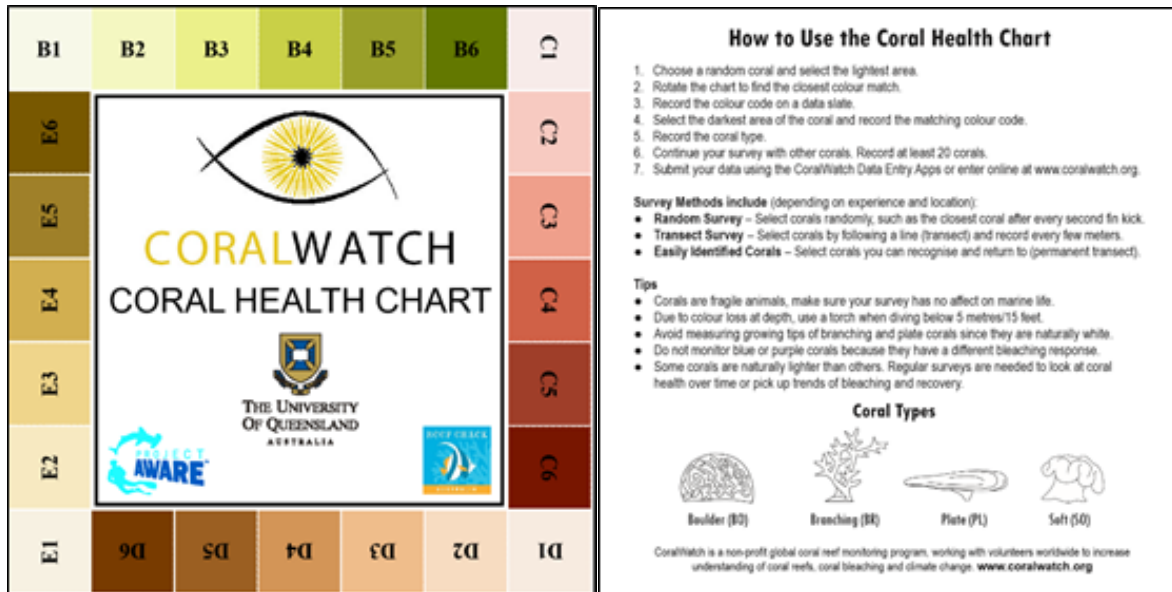 B1 B2 B3 B4 B5 B6 C1
C2
C3
C4
C5
C6
D1
D2
D3
D4
D5
D6
E1
E2
E3
E4
E5
E6
CORALWATCH
CORAL HEALTH CHART
THE UNIVERSITY
OF QUEENSLAND
AUSTRALIA
PROJECT
AWARE
REEF CHECK
AUSTRALIA
How to Use the Coral Health Chart
1. Choose a random coral and select the lightest area.
2. Rotate the chart to find the closest colour match.
3. Record the colour code on a data slate.
4. Select the darkest area of the coral and record the matching colour code.
5. Record the coral type.
6. Continue your survey with other corals. Record at least 20 corals.
7. Submit your data using the CoralWatch Data Entry Apps or enter online at www.coralwatch.org.
Survey Methods include (depending on experience and location):
● Random Survey – Select corals randomly, such as the closest coral after every second fin kick.
● Transect Survey – Select corals by following a line (transect) and record every few meters.
● Easily Identified Corals – Select corals you can recognise and return to (permanent transect).
Tips
● Corals are fragile animals, make sure your survey has no affect on marine life.
● Due to colour loss at depth, use a torch when diving below 5 metres/15 feet.
● Avoid measuring growing tips of branching and plate corals since they are naturally white.
● Do not monitor blue or purple corals because they have a different bleaching response.
● Some corals are naturally lighter than others. Regular surveys are needed to look at coral
health over time or pick up trends of bleaching and recovery.
Coral Types
Boulder (BO) Branching (BR) Plate (PL) Soft (SO)
CoralWatch is a non-profit global coral reef monitoring program, working with volunteers worldwide to increase
understanding of coral reefs, coral bleaching and climate change. www.coralwatch.org